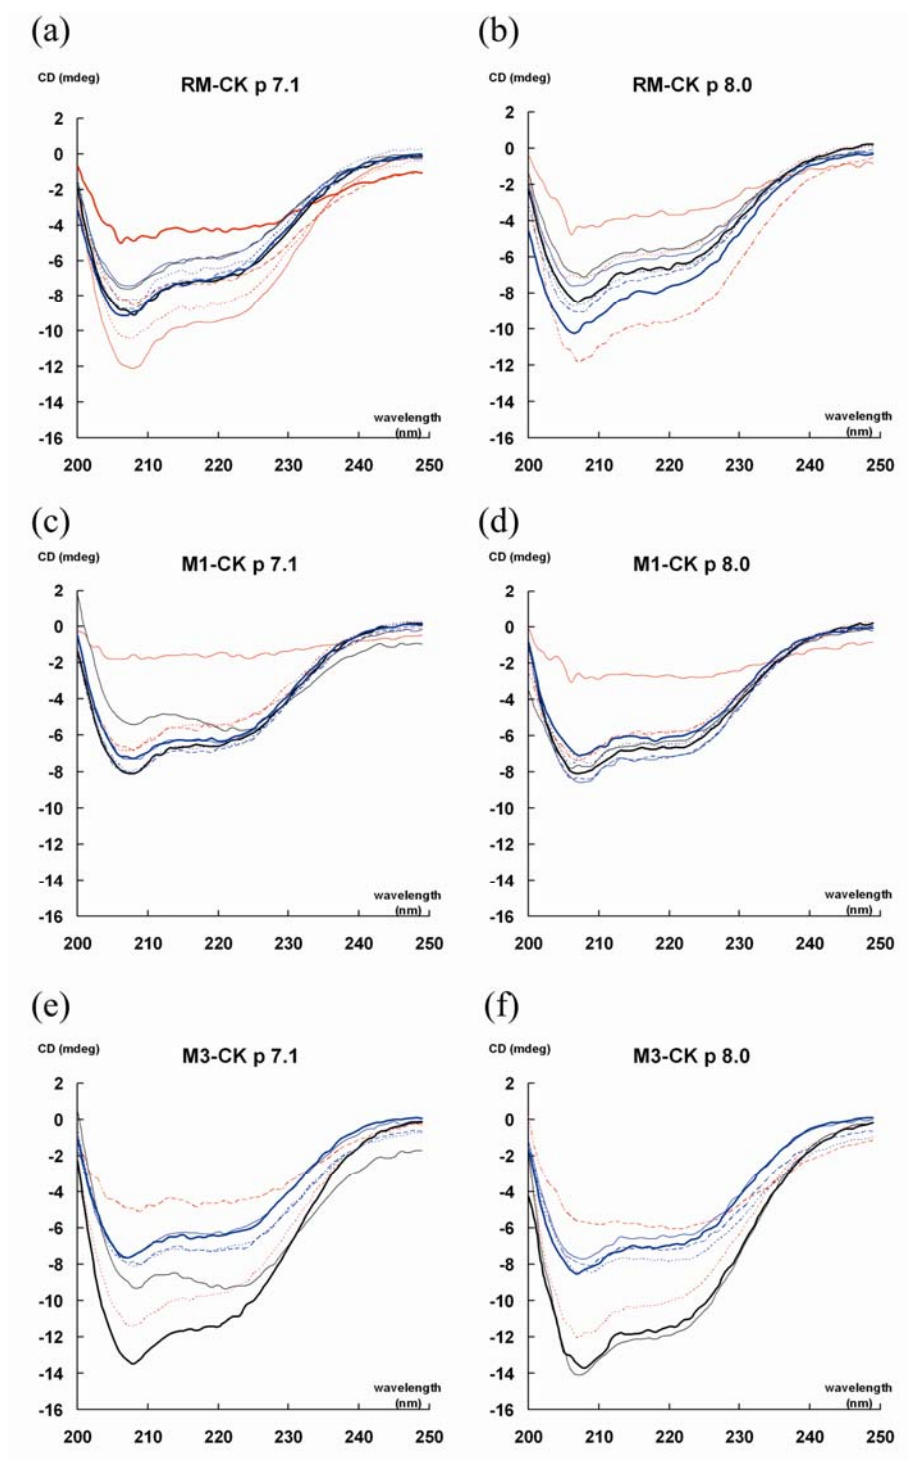 (a)
(b)
CD (mdeg)
RM-CK p 7.1
CD (mdeg)
RM-CK p 8.0
2
0
-2
-4
-6
-8
-10
-12
-14
-16
wavelength
(nm)
200 210 220 230 240 250
2
0
-2
-4
-6
-8
-10
-12
-14
-16
wavelength
(nm)
200 210 220 230 240 250
(c)
(d)
CD (mdeg)
M1-CK p 7.1
CD (mdeg)
M1-CK p 8.0
2
0
-2
-4
-6
-8
-10
-12
-14
-16
wavelength
(nm)
200 210 220 230 240 250
2
0
-2
-4
-6
-8
-10
-12
-14
-16
wavelength
(nm)
200 210 220 230 240 250
(e)
(f)
CD (mdeg)
M3-CK p 7.1
CD (mdeg)
M3-CK p 8.0
2
0
-2
-4
-6
-8
-10
-12
-14
-16
wavelength
(nm)
200 210 220 230 240 250
2
0
-2
-4
-6
-8
-10
-12
-14
-16
wavelength
(nm)
200 210 220 230 240 250